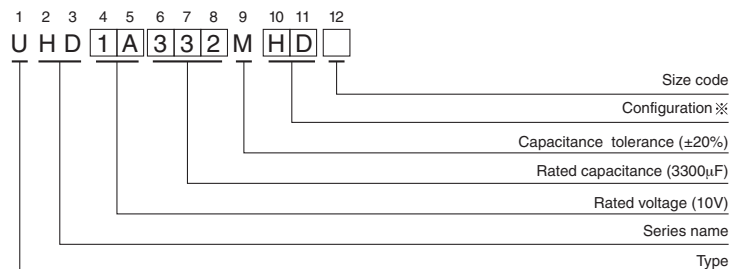 1 2 3 4 5 6 7 8 9 10 11 12
U H D 1 A 3 3 2 M H D
Size code
Configuration※
Capacitance tolerance (±20%)
Rated capacitance (3300µF)
Rated voltage (10V)
Series name
Type